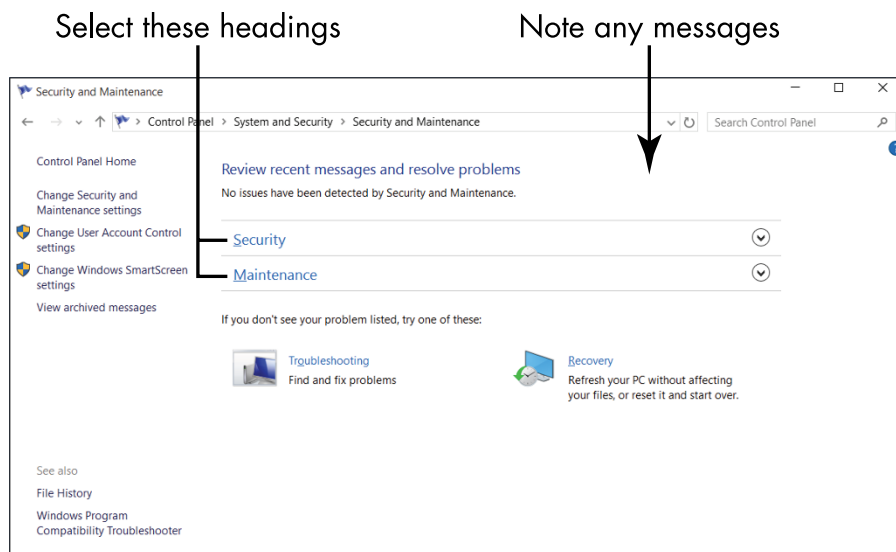 Select these headings
Note any messages
Security and Maintenance
Control Panel > System and Security > Security and Maintenance
Search Control Panel
Control Panel Home
Change Security and
Maintenance settings
Change User Account Control
settings
Change Windows SmartScreen
settings
View archived messages
Review recent messages and resolve problems
No issues have been detected by Security and Maintenance.
Security
Maintenance
If you don't see your problem listed, try one of these:
Troubleshooting
Find and fix problems
Recovery
Refresh your PC without affecting
your files, or reset it and start over.
See also
File History
Windows Program
Compatibility Troubleshooter